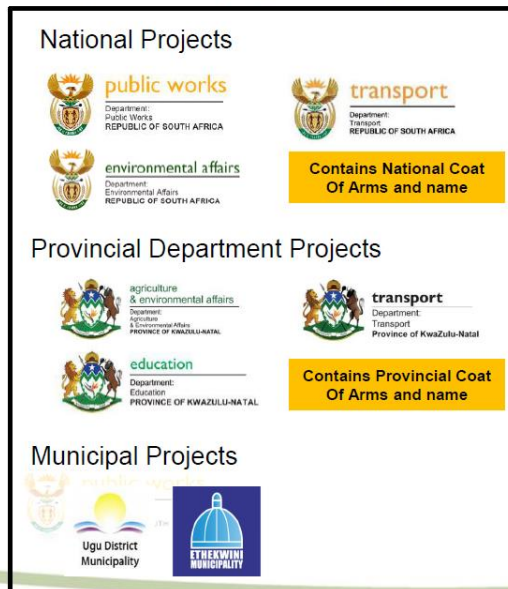 National Projects
public works
Department:
Public Works
REPUBLIC OF SOUTH AFRICA
transport
Department:
Transport
REPUBLIC OF SOUTH AFRICA
environmental affairs
Department:
Environmental Affairs
REPUBLIC OF SOUTH AFRICA
Contains National Coat
Of Arms and name
Provincial Department Projects
agriculture
& environmental affairs
Department:
Agriculture
& Environmental Affairs
PROVINCE OF KWAZULU-NATAL
transport
Department:
Transport
Province of KwaZulu-Natal
education
Department:
Education
PROVINCE OF KWAZULU-NATAL
Contains Provincial Coat
Of Arms and name
Municipal Projects
public works
Ugu District
Municipality
ETHEKWINI
MUNICIPALITY